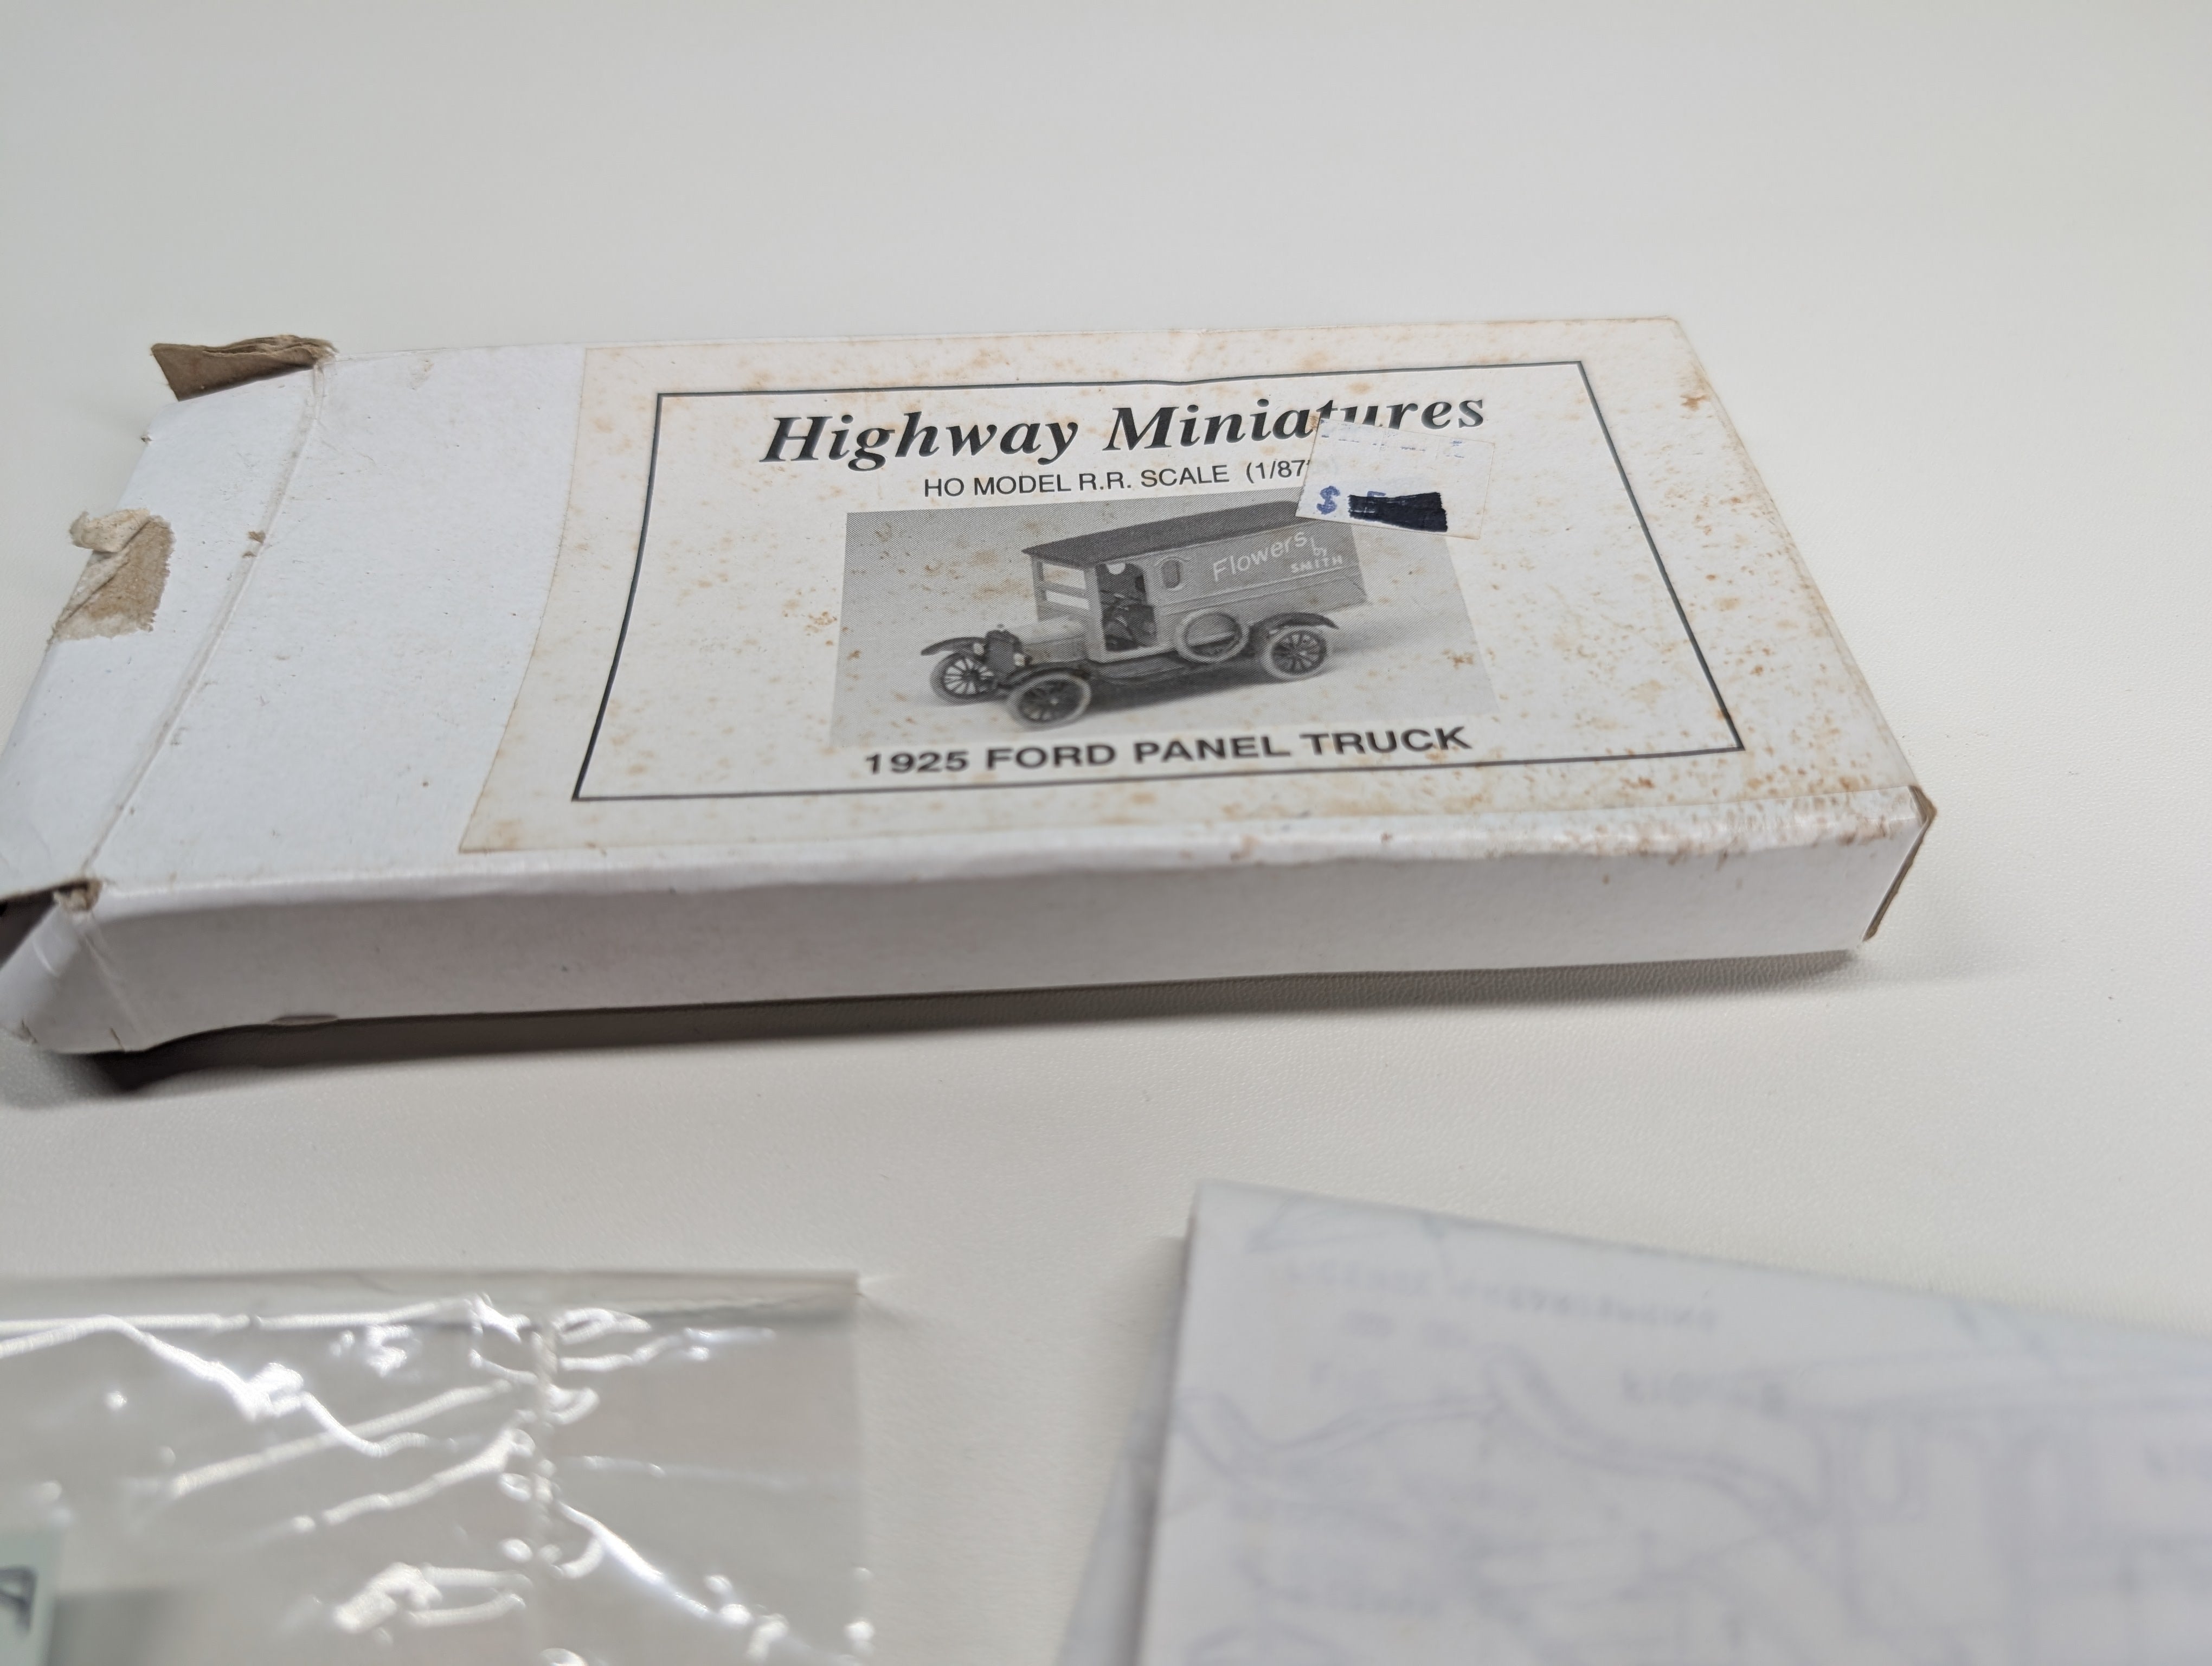 Highway Miniatures
HO MODEL R.R. SCALE (1/87
$
Flowers
by
SMITH
1925 FORD PANEL TRUCK